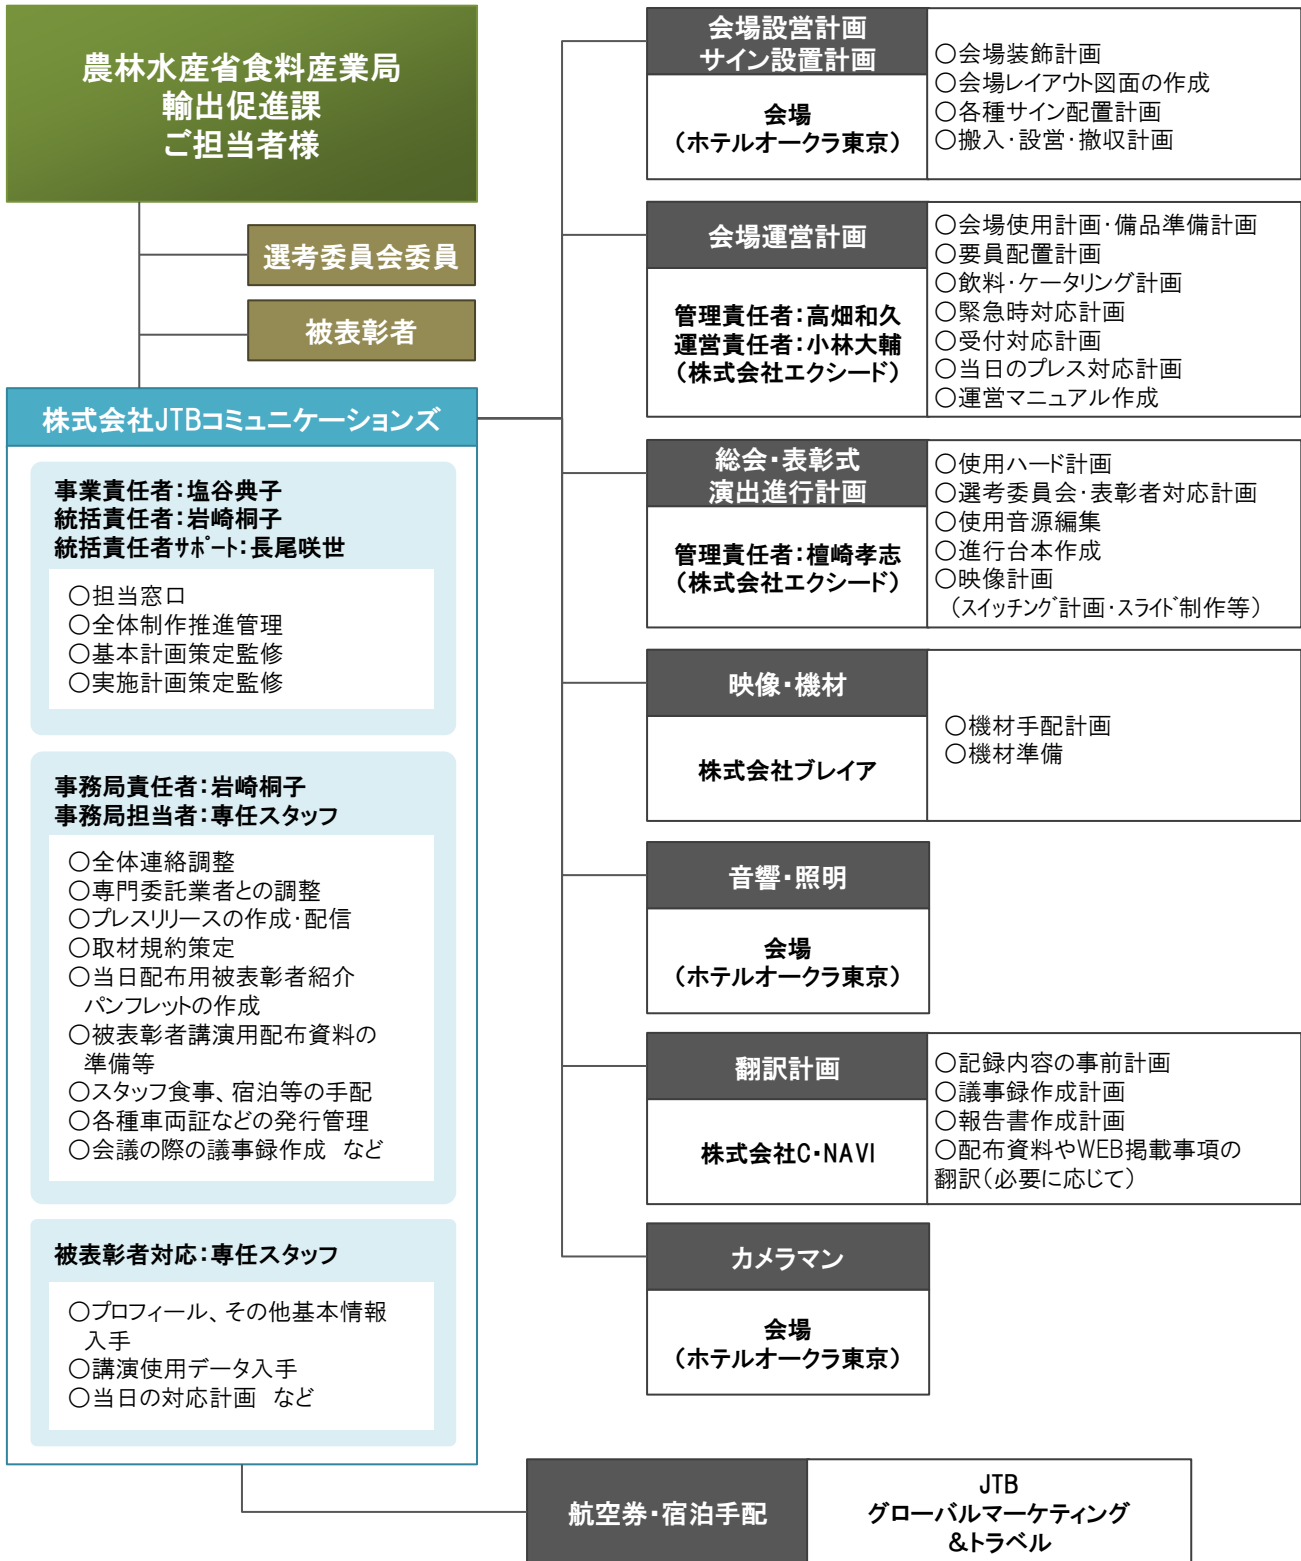 農林水産省食料産業局
輸出促進課
ご担当者様
選考委員会委員
被表彰者
株式会社JTBコミュニケーションズ
事業責任者:塩谷典子
統括責任者:岩崎桐子
統括責任者ｻﾎﾟｰﾄ:長尾咲世
○担当窓口
○全体制作推進管理
○基本計画策定監修
○実施計画策定監修
事務局責任者:岩崎桐子
事務局担当者:専任スタッフ
○全体連絡調整
○専門委託業者との調整
○プレスリリースの作成・配信
○取材規約策定
○当日配布用被表彰者紹介
パンフレットの作成
○被表彰者講演用配布資料の
準備等
○スタッフ食事、宿泊等の手配
○各種車両証などの発行管理
○会議の際の議事録作成 など
被表彰者対応:専任スタッフ
○プロフィール、その他基本情報
入手
○講演使用データ入手
○当日の対応計画 など
会場設営計画
サイン設置計画
会場
(ホテルオークラ東京)
○会場装飾計画
○会場レイアウト図面の作成
○各種サイン配置計画
○搬入・設営・撤収計画
会場運営計画
管理責任者:高畑和久
運営責任者:小林大輔
(株式会社エクシード)
○会場使用計画・備品準備計画
○要員配置計画
○飲料・ケータリング計画
○緊急時対応計画
○受付対応計画
○当日のプレス対応計画
○運営マニュアル作成
総会・表彰式
演出進行計画
管理責任者:檀崎孝志
(株式会社エクシード)
○使用ハード計画
○選考委員会・表彰者対応計画
○使用音源編集
○進行台本作成
○映像計画
(ｽｲｯﾁﾝｸﾞ計画・ｽﾗｲﾄﾞ制作等)
映像・機材
株式会社ブレイア
○機材手配計画
○機材準備
音響・照明
会場
(ホテルオークラ東京)
翻訳計画
株式会社C・NAVI
○記録内容の事前計画
○議事録作成計画
○報告書作成計画
○配布資料やWEB掲載事項の
翻訳(必要に応じて)
カメラマン
会場
(ホテルオークラ東京)
航空券・宿泊手配
JTB
グローバルマーケティング
&トラベル